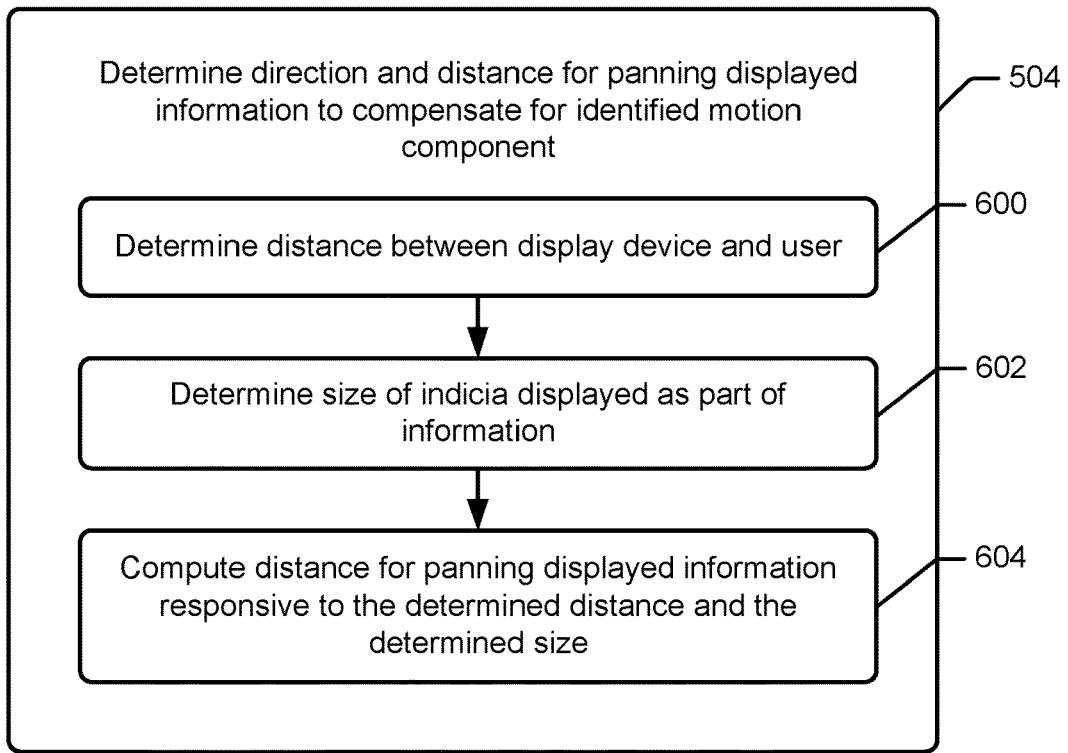 Determine direction and distance for panning displayed
information to compensate for identified motion
component
504
600
Determine distance between display device and user
602
Determine size of indicia displayed as part of
information
604
Compute distance for panning displayed information
responsive to the determined distance and the
determined size